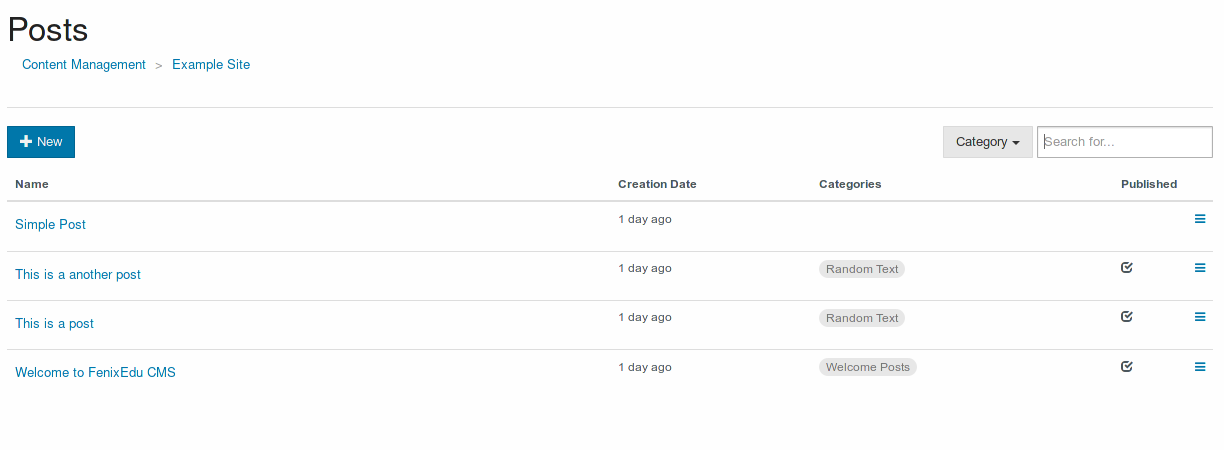 Posts
Content Management > Example Site
New Category Search for...
Name Creation Date Categories Published
Simple Post 1 day ago
This is a another post 1 day ago Random Text
This is a post 1 day ago Random Text
Welcome to FenixEdu CMS 1 day ago Welcome Posts